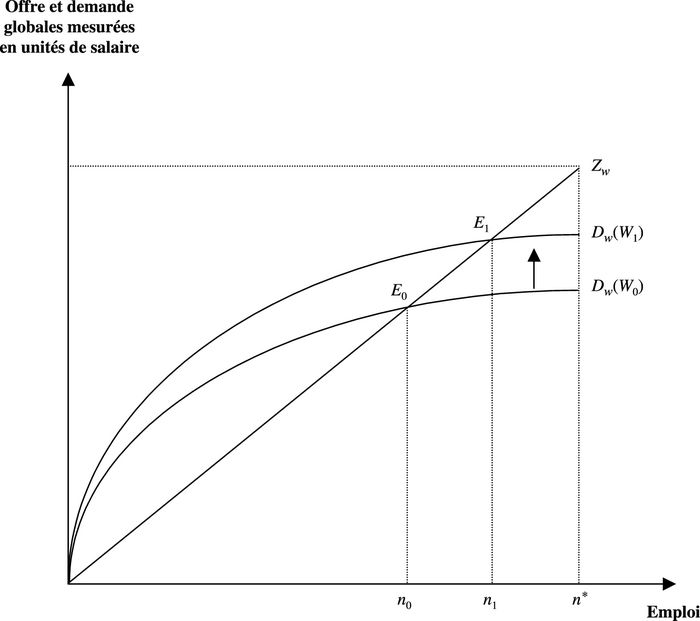 Offre et demande
globales mesurées
en unités de salaire
Z_w
E_1
D_w(W_1)
E_0
D_w(W_0)
n_0
n_1
n*
Emploi